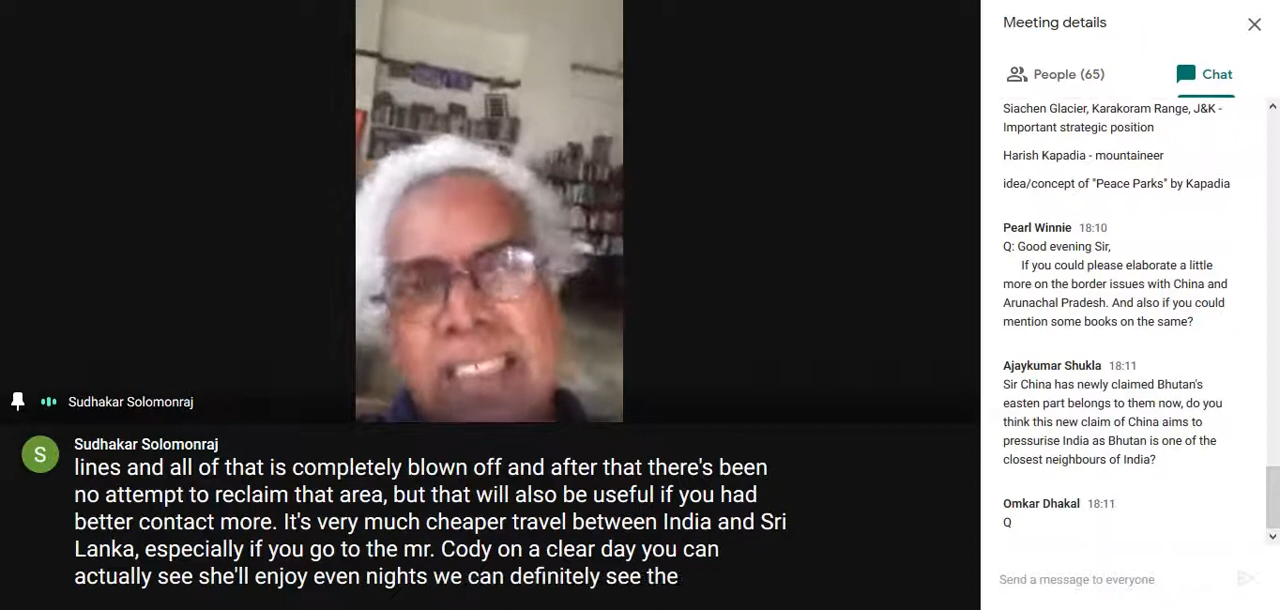 Meeting details
People (65)
Chat
Siachen Glacier, Karakoram Range, J&K -
Important strategic position
Harish Kapadia - mountaineer
idea/concept of "Peace Parks" by Kapadia
Pearl Winnie 18:10
Q: Good evening Sir,
If you could please elaborate a little
more on the border issues with China and
Arunachal Pradesh. And also if you could
mention some books on the same?
Ajaykumar Shukla 18:11
Sir China has newly claimed Bhutan's
easten part belongs to them now, do you
think this new claim of China aims to
pressurise India as Bhutan is one of the
closest neighbours of India?
Omkar Dhakal 18:11
Q
Send a message to everyone
Sudhakar Solomonraj
S
Sudhakar Solomonraj
lines and all of that is completely blown off and after that there's been
no attempt to reclaim that area, but that will also be useful if you had
better contact more. It's very much cheaper travel between India and Sri
Lanka, especially if you go to the mr. Cody on a clear day you can
actually see she'll enjoy even nights we can definitely see the